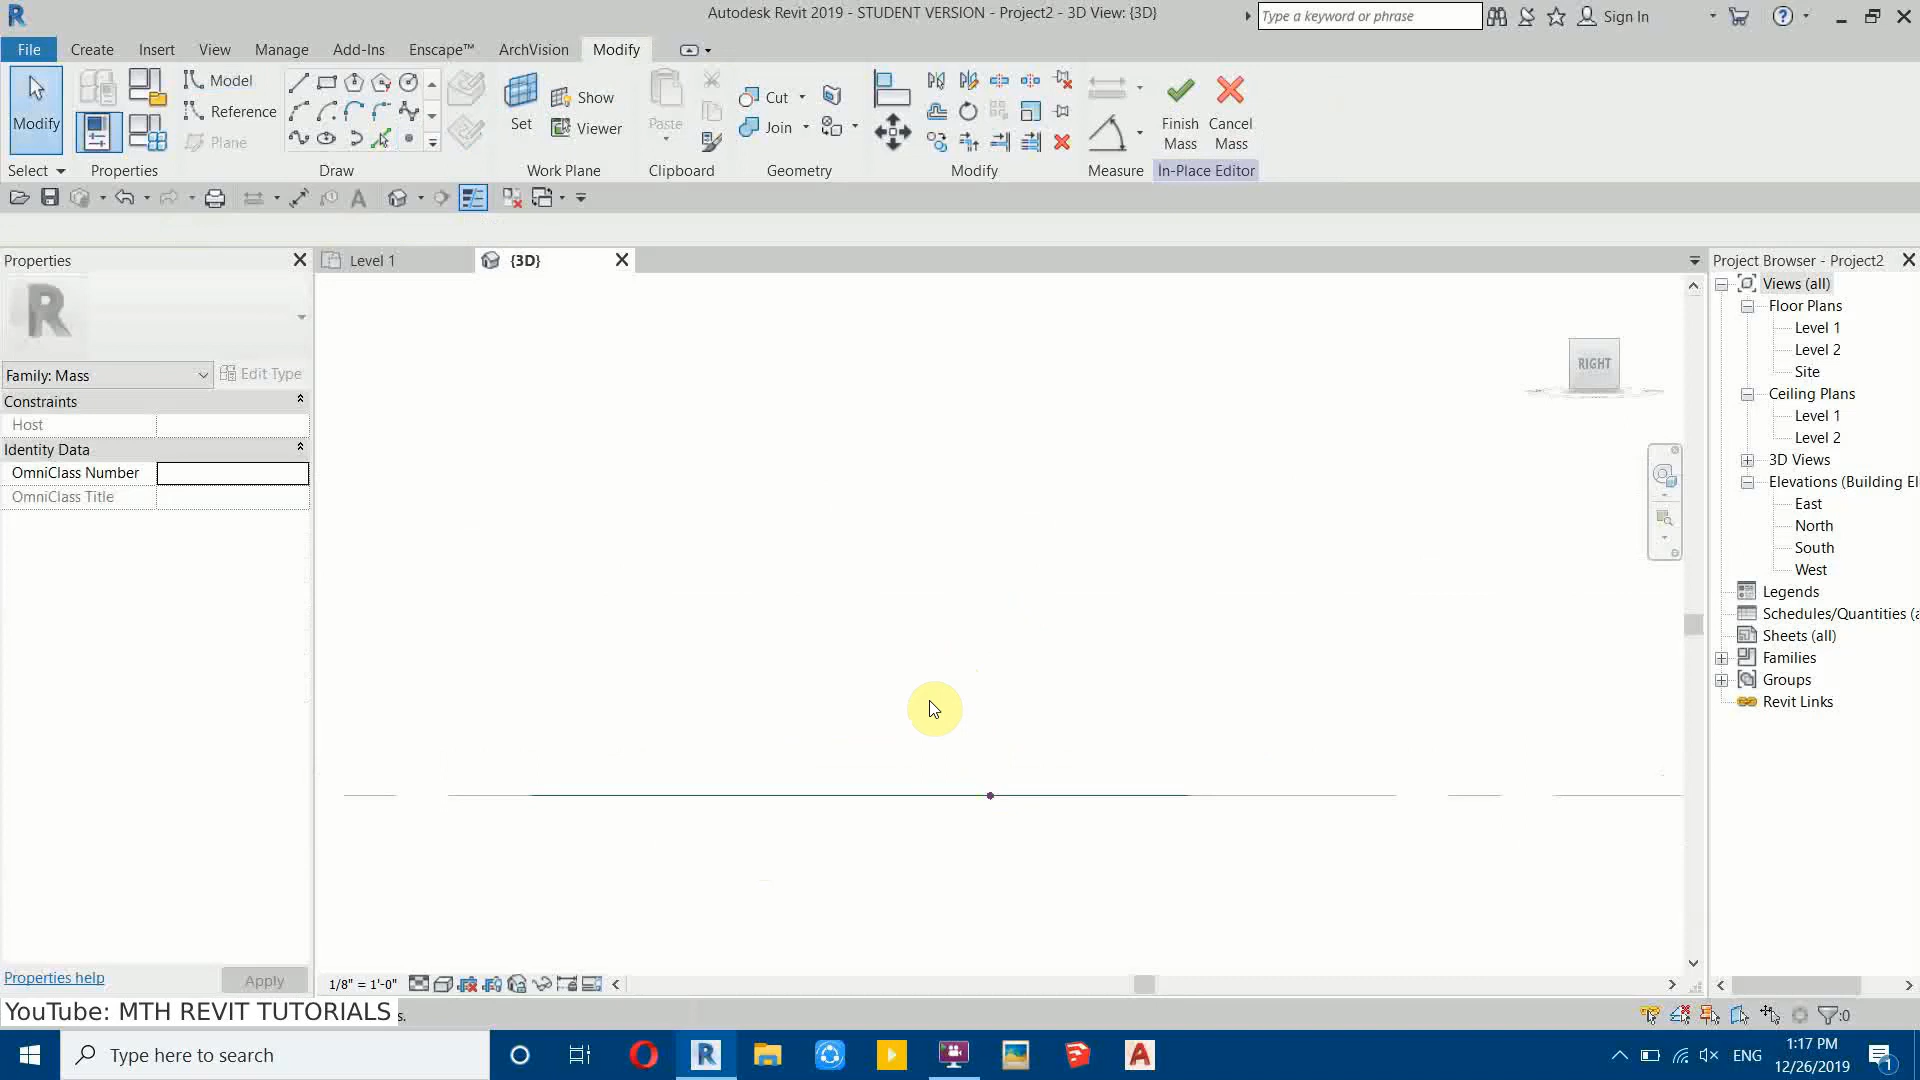 Autodesk Revit 2019 - STUDENT VERSION - Project2 - 3D View: {3D}
Type a keyword or phrase
Sign In
File Create Insert View Manage Add-Ins Enscape™ ArchVision Modify
Modify
Model
Reference
Plane
Set
Show
Viewer
Paste
Cut
Join
Finish Mass
Cancel Mass
Select Properties Draw Work Plane Clipboard Geometry Modify Measure In-Place Editor
Properties
Level 1
{3D}
Project Browser - Project2
Family: Mass
Edit Type
Constraints
Host
Identity Data
OmniClass Number
OmniClass Title
RIGHT
Views (all)
Floor Plans
Level 1
Level 2
Site
Ceiling Plans
Level 1
Level 2
3D Views
Elevations (Building El
East
North
South
West
Legends
Schedules/Quantities (a
Sheets (all)
Families
Groups
Revit Links
Properties help
Apply
1/8" = 1'-0"
YouTube: MTH REVIT TUTORIALS
s.
:0
Type here to search
ENG
1:17 PM
12/26/2019
1